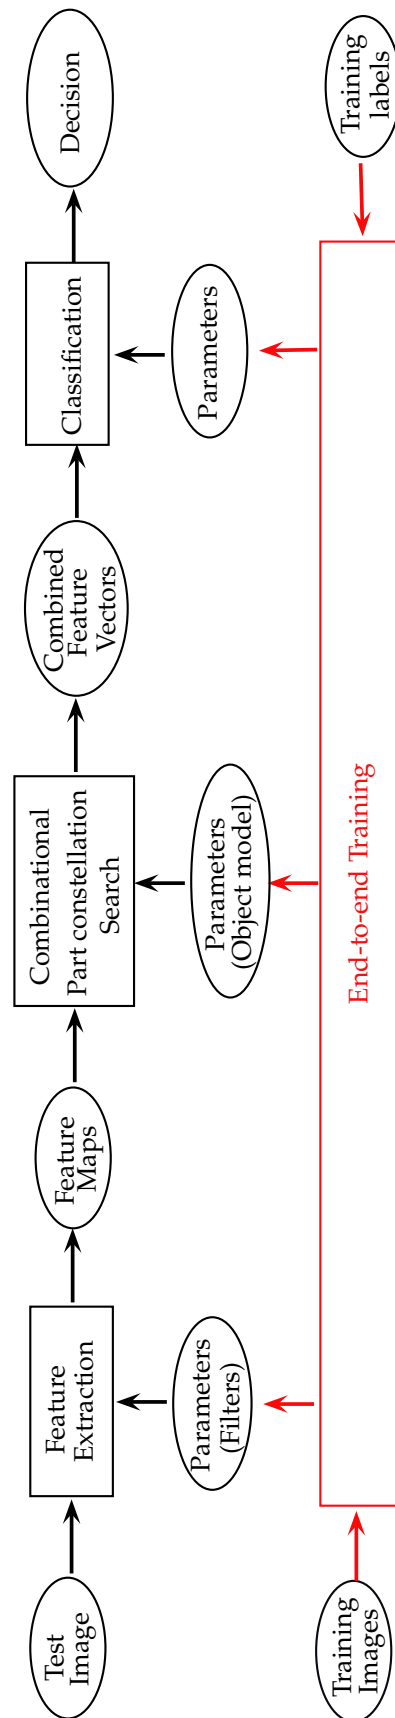 Test
Image
Feature
Extraction
Feature
Maps
Combinational
Part constellation
Search
Combined
Feature
Vectors
Classification
Decision
Parameters
(Filters)
Parameters
(Object model)
Parameters
Training
Images
End-to-end Training
Training
labels